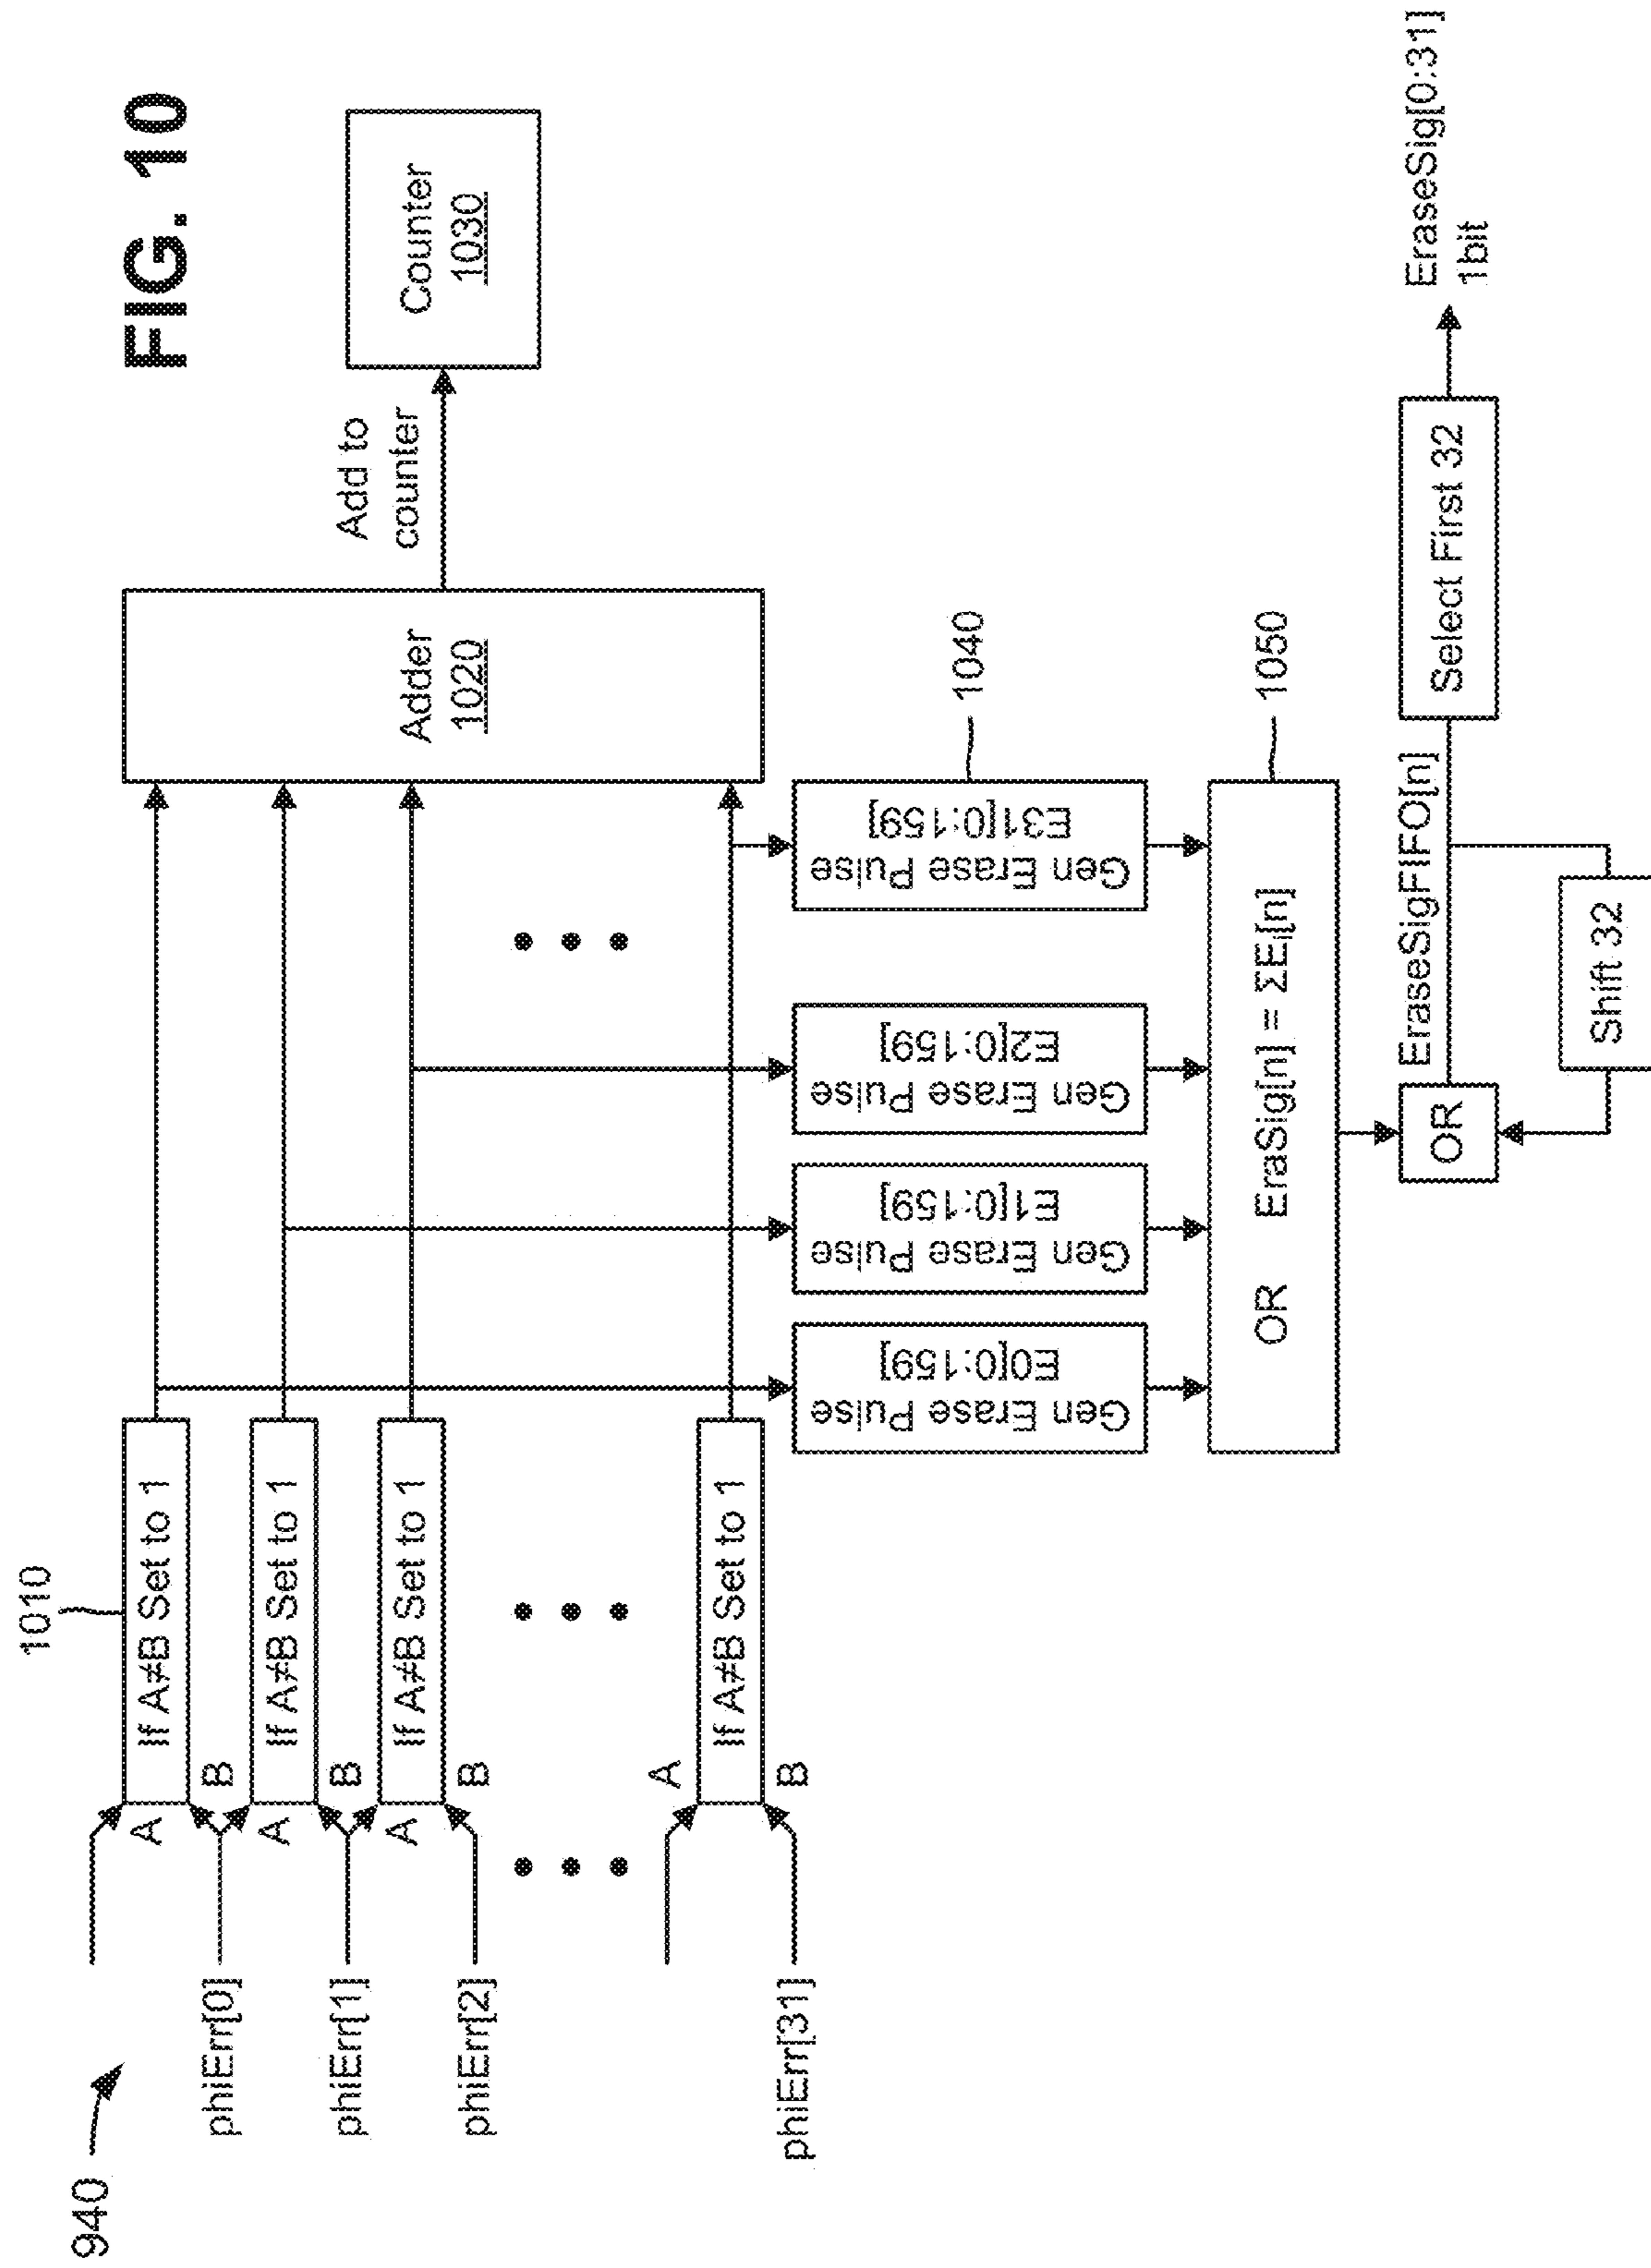 FIG. 10
940
1010
If A≠B Set to 1
If A≠B Set to 1
If A≠B Set to 1
If A≠B Set to 1
A
B
A
B
A
B
A
B
phiErr[0]
phiErr[1]
phiErr[2]
phiErr[31]
Adder
1020
Add to
counter
Counter
1030
Gen Erase Pulse
E0[0:159]
Gen Erase Pulse
E1[0:159]
Gen Erase Pulse
E2[0:159]
Gen Erase Pulse
E31[0:159]
1040
OR EraSig[n] = ΣEi[n]
1050
OR
EraseSigFIFO[n]
Shift 32
Select First 32
EraseSig[0:31]
1bit